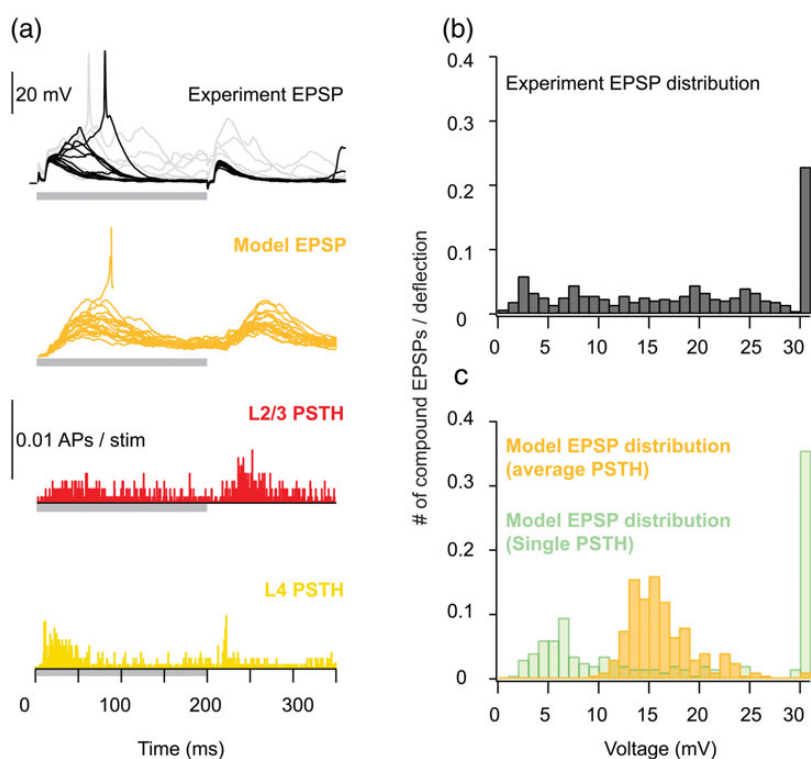 (a)
20 mV
Experiment EPSP
Model EPSP
L2/3 PSTH
0.01 APs / stim
L4 PSTH
0 100 200 300
Time (ms)
(b)
# of compound EPSPs / deflection
0.4
Experiment EPSP distribution
0.3
0.2
0.1
0
0 5 10 15 20 25 30
c
0.4
Model EPSP distribution
(average PSTH)
0.3
Model EPSP distribution
(Single PSTH)
0.2
0.1
0
0 5 10 15 20 25 30
Voltage (mV)